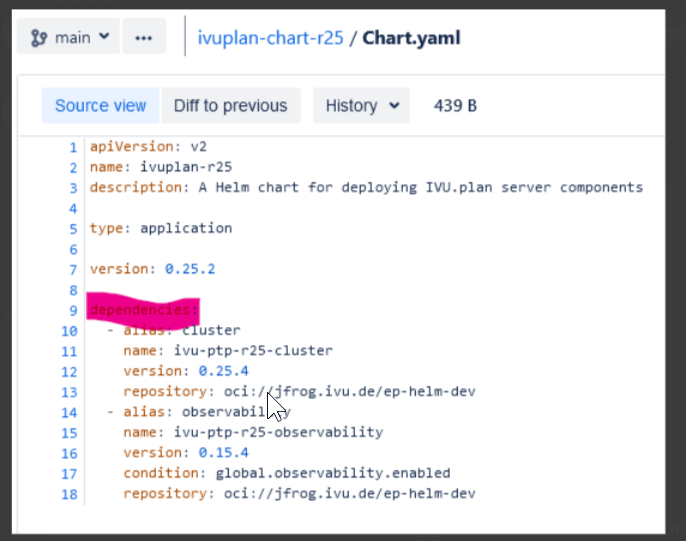 main
ivuplan-chart-r25 / Chart.yaml
Source view
Diff to previous
History
439 B
1 apiVersion: v2
2 name: ivuplan-r25
3 description: A Helm chart for deploying IVU.plan server components
4
5 type: application
6
7 version: 0.25.2
8
9 dependencies:
10 - alias: cluster
11 name: ivu-ptp-r25-cluster
12 version: 0.25.4
13 repository: oci://jfrog.ivu.de/ep-helm-dev
14 - alias: observability
15 name: ivu-ptp-r25-observability
16 version: 0.15.4
17 condition: global.observability.enabled
18 repository: oci://jfrog.ivu.de/ep-helm-dev